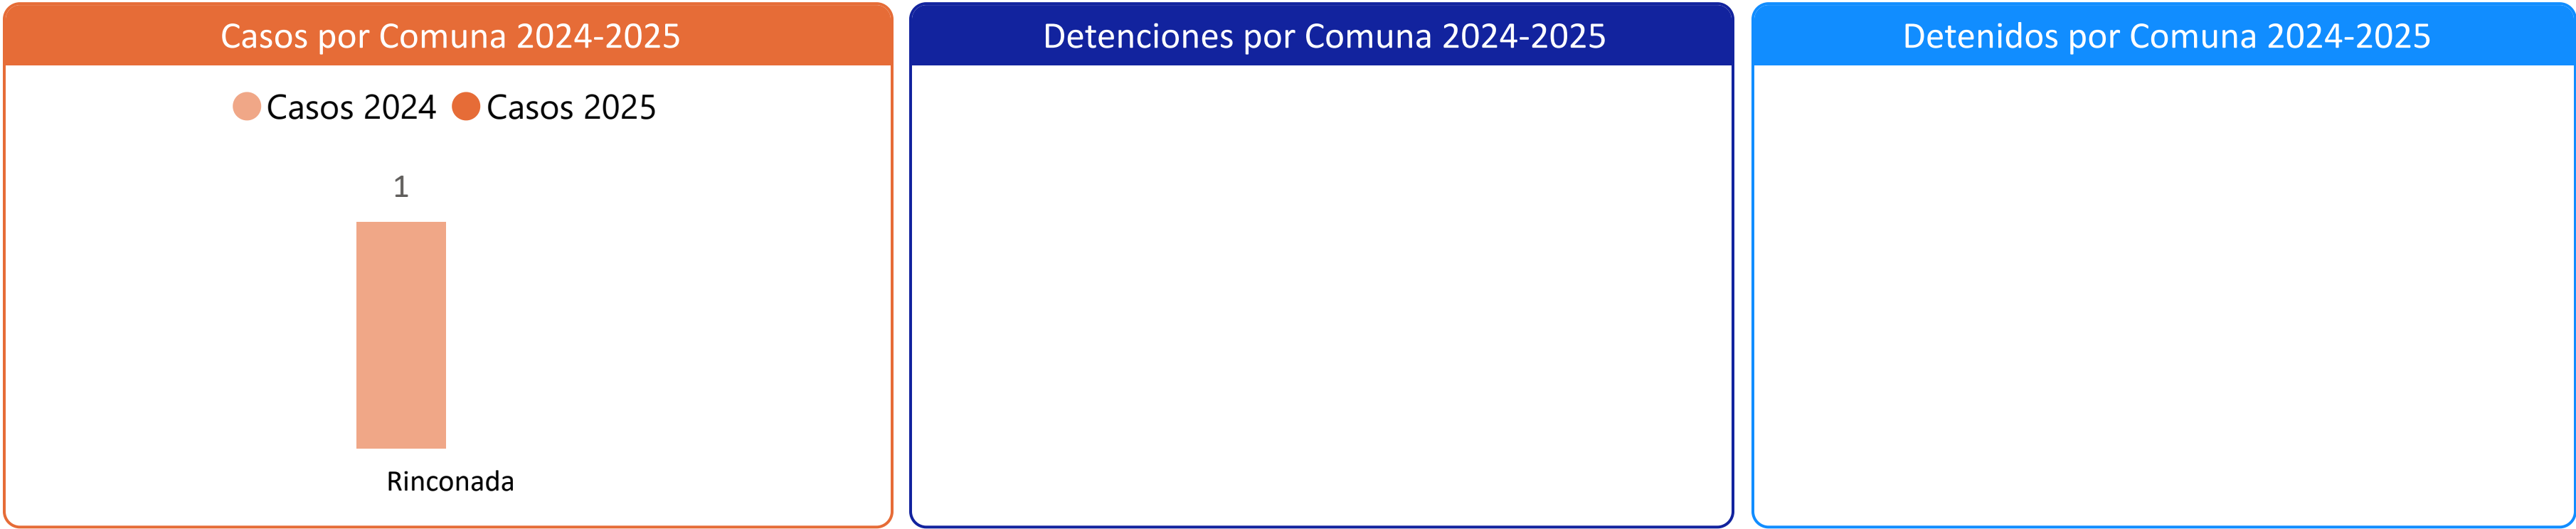 Casos por Comuna 2024-2025
Casos 2024 Casos 2025
1
Rinconada
Detenciones por Comuna 2024-2025
Detenidos por Comuna 2024-2025